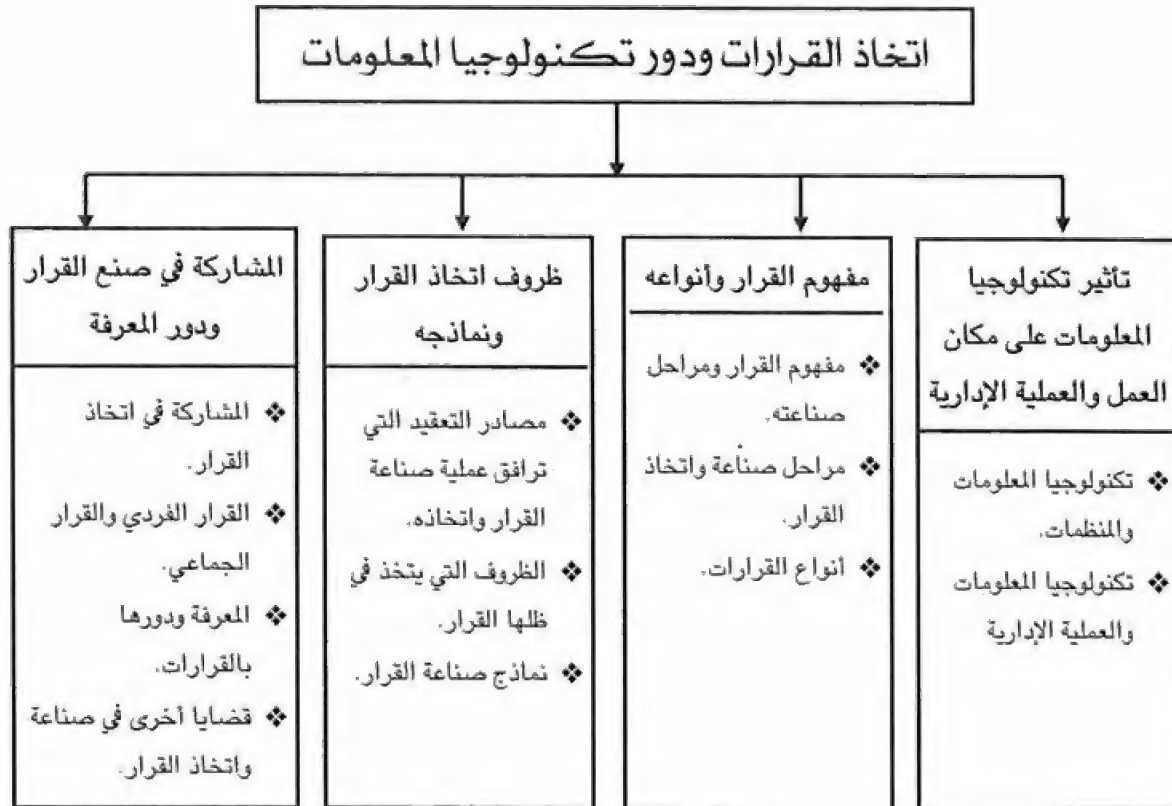 اتخاذ القرارات ودور تكنولوجيا المعلومات
تأثير تكنولوجيا
المعلومات على مكان
العمل والعملية الإدارية
❖ تكنولوجيا المعلومات
والمنظمات.
❖ تكنولوجيا المعلومات
والعملية الإدارية
مفهوم القرار وأنواعه
❖ مفهوم القرار ومراحل
صناعته.
❖ مراحل صناعة واتخاذ
القرار.
❖ أنواع القرارات.
ظروف اتخاذ القرار
ونماذجه
❖ مصادر التعقيد التي
ترافق عملية صناعة
القرار واتخاذه.
❖ الظروف التي يتخذ في
ظلها القرار.
❖ نماذج صناعة القرار.
المشاركة في صنع القرار
ودور المعرفة
❖ المشاركة في اتخاذ
القرار.
❖ القرار الفردي والقرار
الجماعي.
❖ المعرفة ودورها
بالقرارات.
❖ قضايا أخرى في صناعة
واتخاذ القرار.